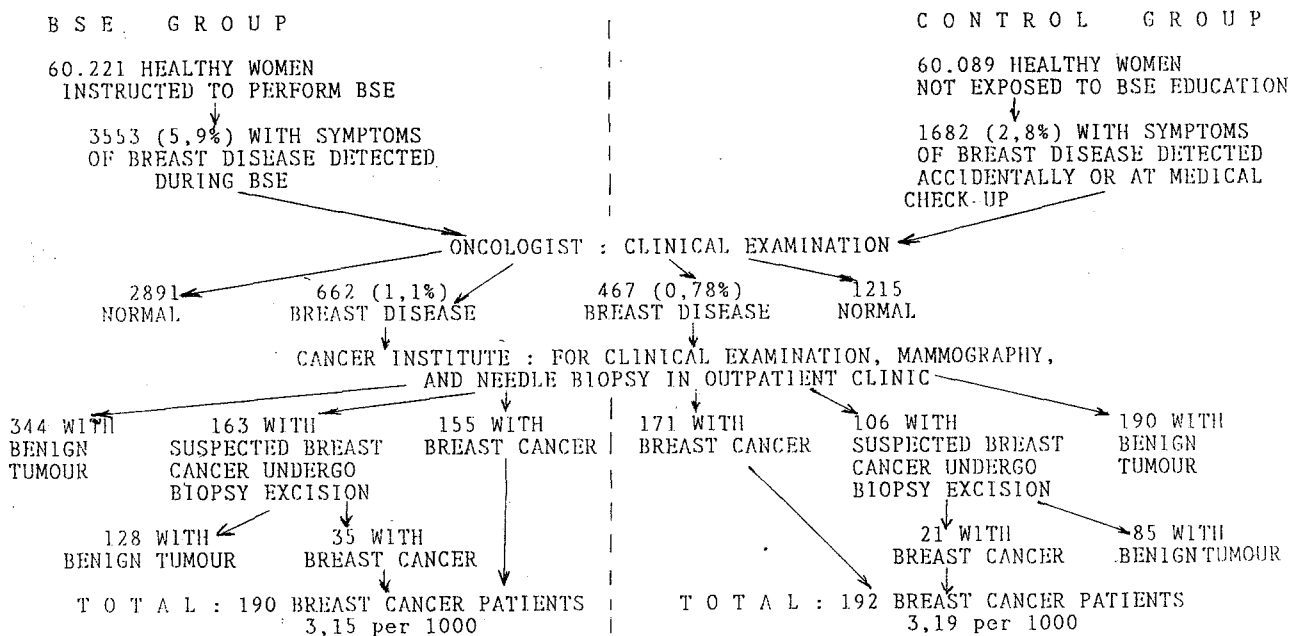 BSE GROUP
CONTROL GROUP
60.221 HEALTHY WOMEN
INSTRUCTED TO PERFORM BSE
60.089 HEALTHY WOMEN
NOT EXPOSED TO BSE EDUCATION
3553 (5,9%) WITH SYMPTOMS
OF BREAST DISEASE DETECTED
DURING BSE
1682 (2,8%) WITH SYMPTOMS
OF BREAST DISEASE DETECTED
ACCIDENTALLY OR AT MEDICAL
CHECK-UP
ONCOLOGIST : CLINICAL EXAMINATION
2891
NORMAL
662 (1,1%)
BREAST DISEASE
467 (0,78%)
BREAST DISEASE
1215
NORMAL
CANCER INSTITUTE : FOR CLINICAL EXAMINATION, MAMMOGRAPHY,
AND NEEDLE BIOPSY IN OUTPATIENT CLINIC
344 WITH
BENIGN
TUMOUR
163 WITH
SUSPECTED BREAST
CANCER UNDERGO
BIOPSY EXCISION
155 WITH
BREAST CANCER
171 WITH
BREAST CANCER
106 WITH
SUSPECTED BREAST
CANCER UNDERGO
BIOPSY EXCISION
190 WITH
BENIGN
TUMOUR
128 WITH
BENIGN TUMOUR
35 WITH
BREAST CANCER
21 WITH
BREAST CANCER
85 WITH
BENIGN TUMOUR
TOTAL : 190 BREAST CANCER PATIENTS
3,15 per 1000
TOTAL : 192 BREAST CANCER PATIENTS
3,19 per 1000